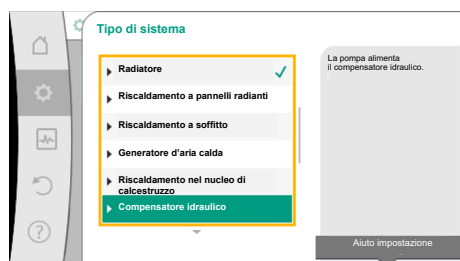 Tipo di sistema
Radiatore
Riscaldamento a pannelli radianti
Riscaldamento a soffitto
Generatore d'aria calda
Riscaldamento nel nucleo di
calcestruzzo
Compensatore idraulico
La pompa alimenta
il compensatore idraulico.
Aiuto impostazione
?